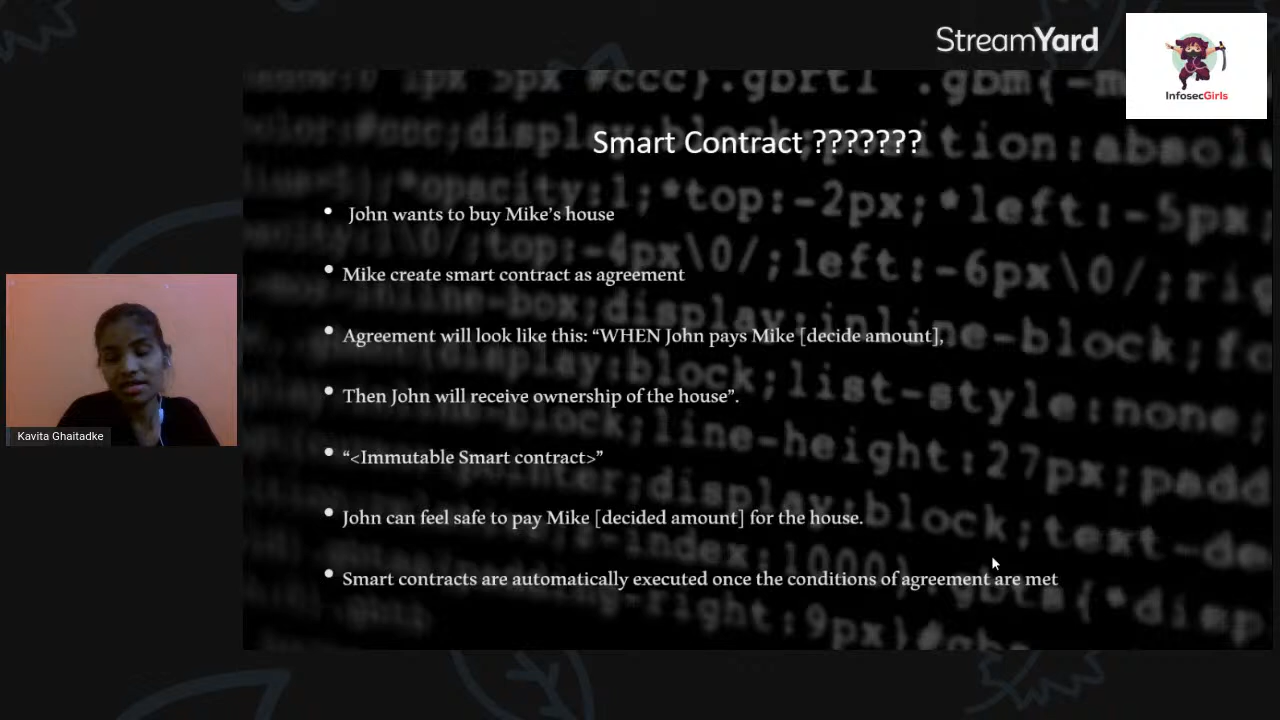 StreamYard
InfosecGirls
Smart Contract ???????
John wants to buy Mike’s house
Mike create smart contract as agreement
Agreement will look like this: “WHEN John pays Mike [decide amount],
Then John will receive ownership of the house”.
“<Immutable Smart contract>”
John can feel safe to pay Mike [decided amount] for the house.
Smart contracts are automatically executed once the conditions of agreement are met
Kavita Ghaitadke